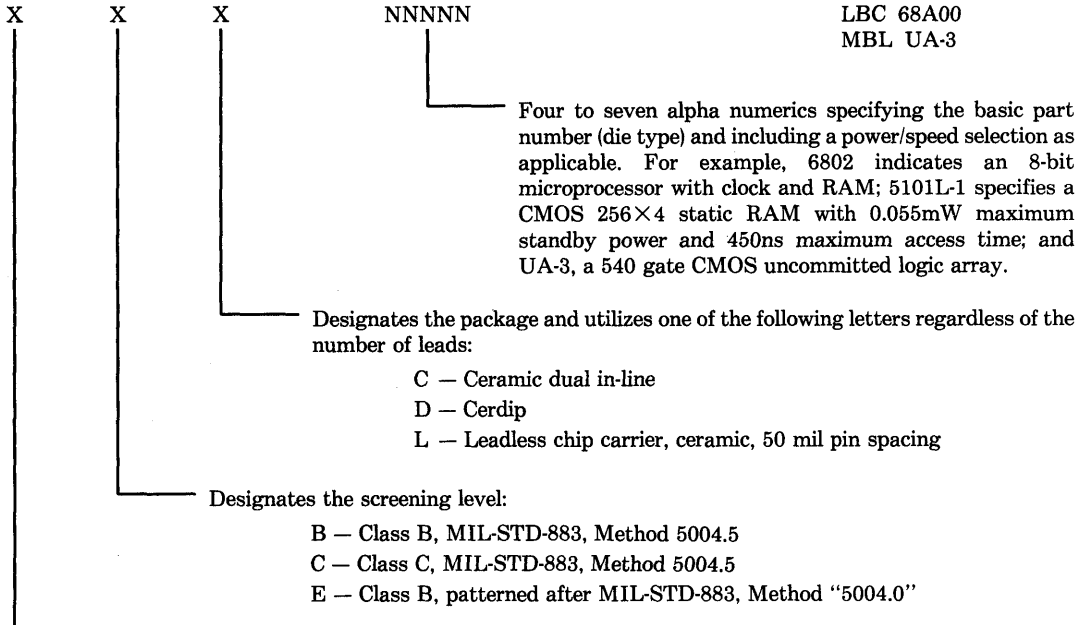 X X X NNNNN LBC 68A00
MBL UA-3
Four to seven alpha numerics specifying the basic part
number (die type) and including a power/speed selection as
applicable. For example, 6802 indicates an 8-bit
microprocessor with clock and RAM; 5101L-1 specifies a
CMOS 256×4 static RAM with 0.055mW maximum
standby power and 450ns maximum access time; and
UA-3, a 540 gate CMOS uncommitted logic array.
Designates the package and utilizes one of the following letters regardless of the
number of leads:
C — Ceramic dual in-line
D — Cerdip
L — Leadless chip carrier, ceramic, 50 mil pin spacing
Designates the screening level:
B — Class B, MIL-STD-883, Method 5004.5
C — Class C, MIL-STD-883, Method 5004.5
E — Class B, patterned after MIL-STD-883, Method “5004.0”